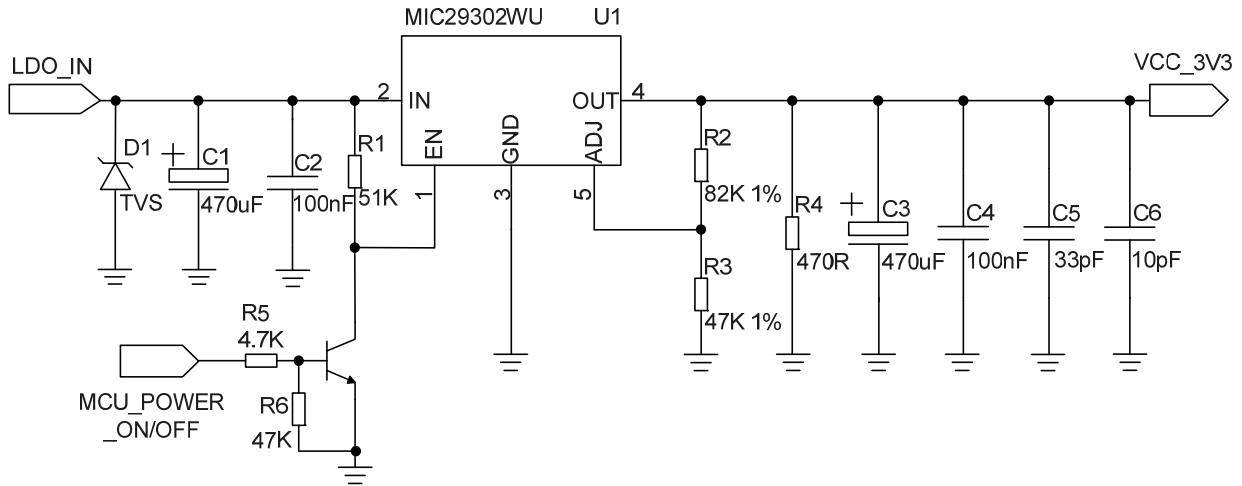 MIC29302WU
U1
LDO_IN
VCC_3V3
2
IN
OUT
4
EN
GND
ADJ
1
3
5
D1
TVS
C1
470uF
C2
100nF
R1
51K
R2
82K 1%
R3
47K 1%
R4
470R
C3
470uF
C4
100nF
C5
33pF
C6
10pF
R5
4.7K
MCU_POWER
_ON/OFF
R6
47K